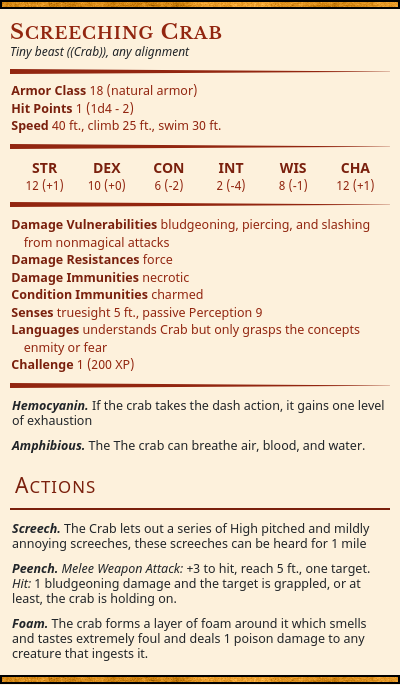 Screeching Crab
Tiny beast ((Crab)), any alignment
Armor Class 18 (natural armor)
Hit Points 1 (1d4 - 2)
Speed 40 ft., climb 25 ft., swim 30 ft.
STR DEX CON INT WIS CHA
12 (+1) 10 (+0) 6 (-2) 2 (-4) 8 (-1) 12 (+1)
Damage Vulnerabilities bludgeoning, piercing, and slashing
from nonmagical attacks
Damage Resistances force
Damage Immunities necrotic
Condition Immunities charmed
Senses truesight 5 ft., passive Perception 9
Languages understands Crab but only grasps the concepts
enmity or fear
Challenge 1 (200 XP)
Hemocyanin. If the crab takes the dash action, it gains one level
of exhaustion
Amphibious. The The crab can breathe air, blood, and water.
Actions
Screech. The Crab lets out a series of High pitched and mildly
annoying screeches, these screeches can be heard for 1 mile
Peench. Melee Weapon Attack: +3 to hit, reach 5 ft., one target.
Hit: 1 bludgeoning damage and the target is grappled, or at
least, the crab is holding on.
Foam. The crab forms a layer of foam around it which smells
and tastes extremely foul and deals 1 poison damage to any
creature that ingests it.